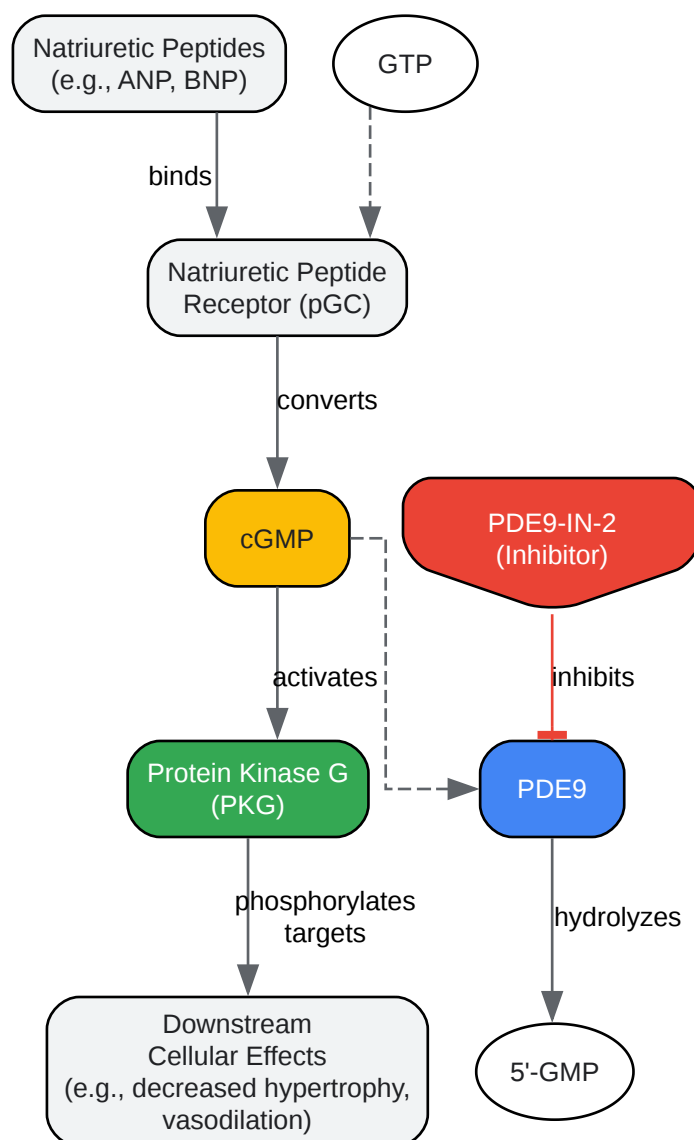 Natriuretic Peptides
(e.g., ANP, BNP)
GTP
binds
Natriuretic Peptide
Receptor (pGC)
converts
cGMP
PDE9-IN-2
(Inhibitor)
activates
inhibits
Protein Kinase G
(PKG)
PDE9
phosphorylates
targets
hydrolyzes
Downstream
Cellular Effects
(e.g., decreased hypertrophy,
vasodilation)
5'-GMP